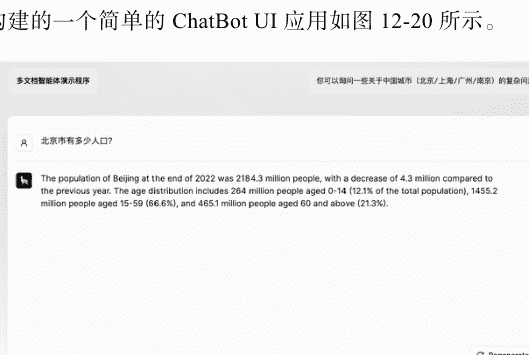 建的一个简单的 ChatBot UI 应用如图 12-20 所示。
多文档智能体演示程序
你可以询问一些关于中国城市（北京/上海/广州/南京）的复杂问
北京市有多少人口?
The population of Beijing at the end of 2022 was 2184.3 million people, with a decrease of 4.3 million compared to
the previous year. The age distribution includes 264 million people aged 0-14 (12.1% of the total population), 1455.2
million people aged 15-59 (66.6%), and 465.1 million people aged 60 and above (21.3%).